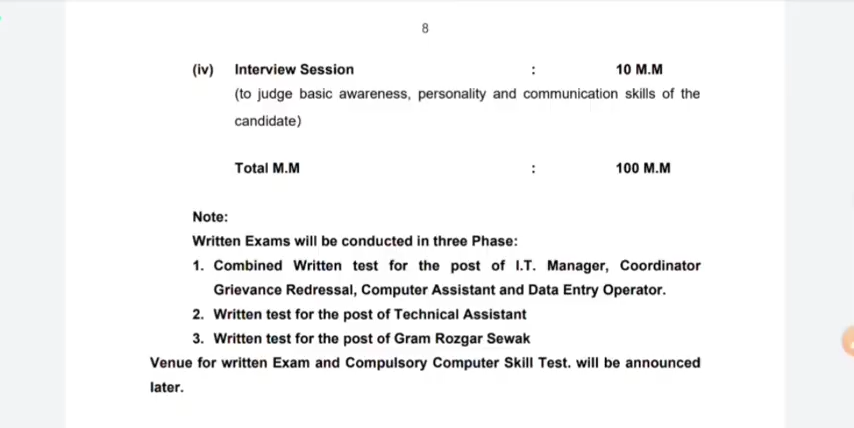 8
(iv) Interview Session : 10 M.M
(to judge basic awareness, personality and communication skills of the
candidate)
Total M.M : 100 M.M
Note:
Written Exams will be conducted in three Phase:
1. Combined Written test for the post of I.T. Manager, Coordinator
Grievance Redressal, Computer Assistant and Data Entry Operator.
2. Written test for the post of Technical Assistant
3. Written test for the post of Gram Rozgar Sewak
Venue for written Exam and Compulsory Computer Skill Test. will be announced
later.